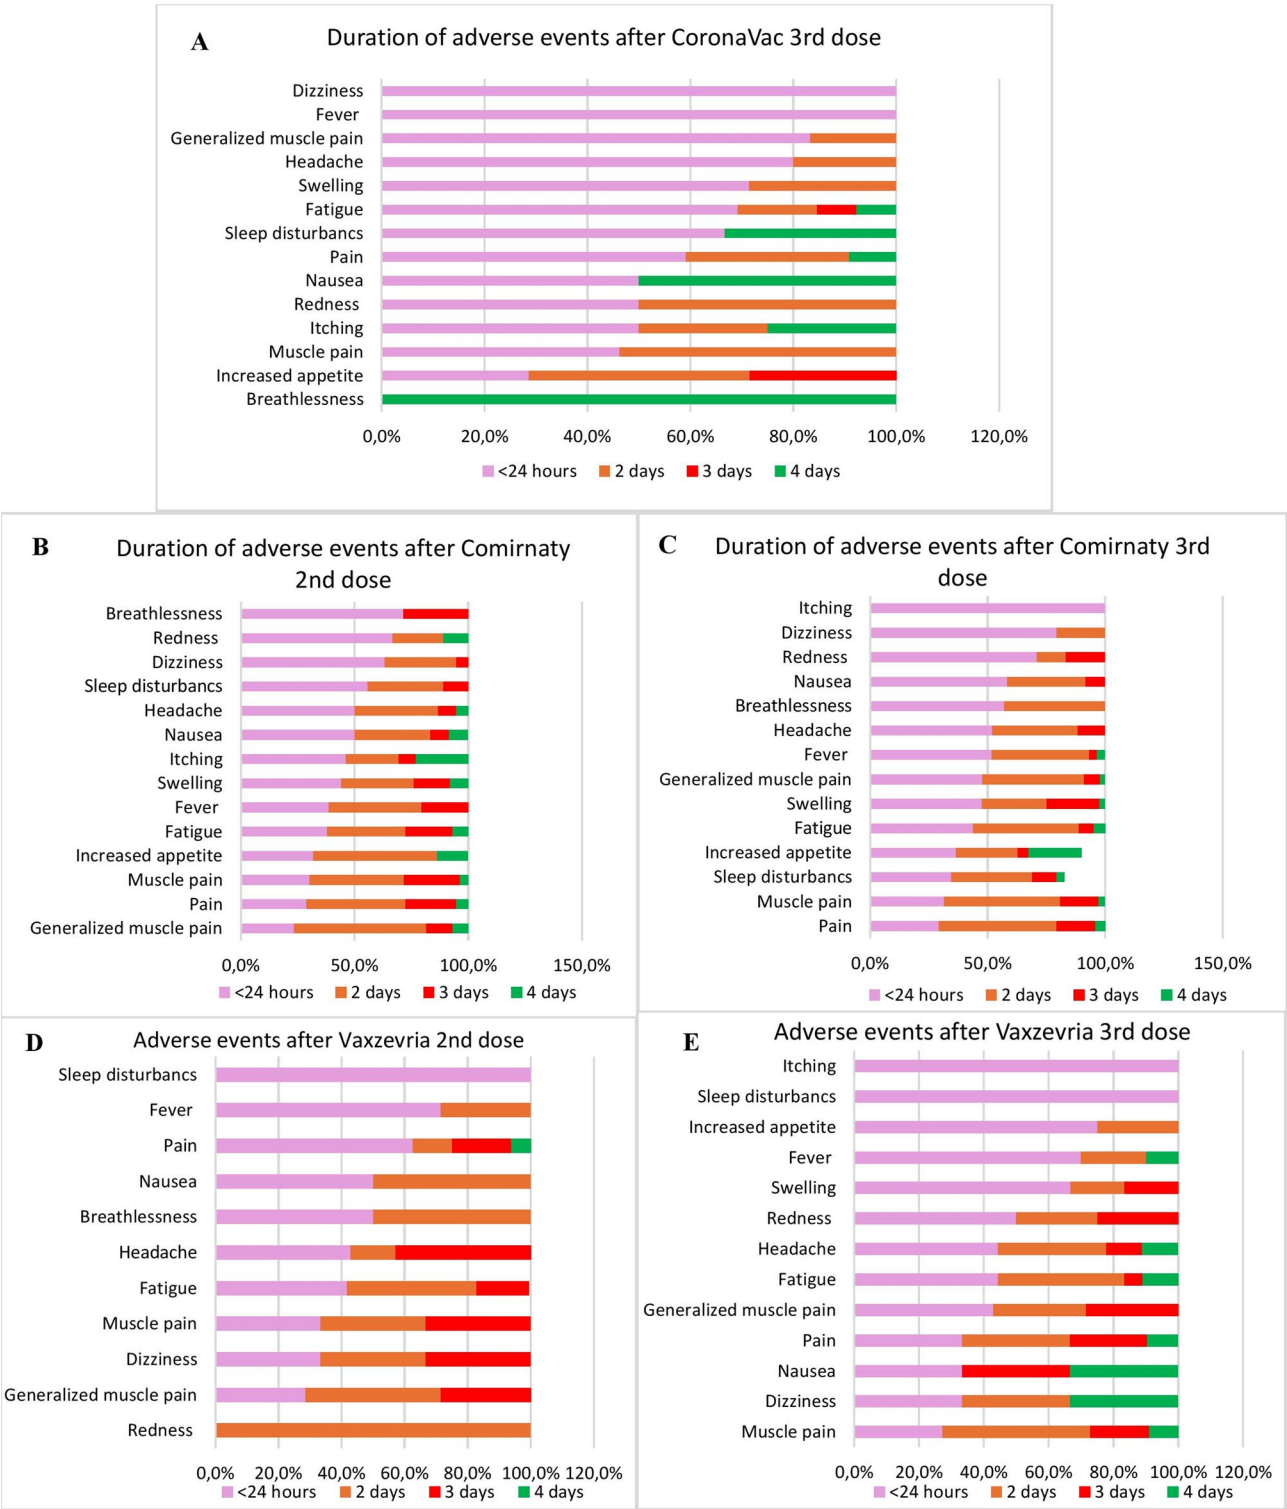 A
Duration of adverse events after CoronaVac 3rd dose
Dizziness
Fever
Generalized muscle pain
Headache
Swelling
Fatigue
Sleep disturbancs
Pain
Nausea
Redness
Itching
Muscle pain
Increased appetite
Breathlessness
0,0% 20,0% 40,0% 60,0% 80,0% 100,0% 120,0%
<24 hours 2 days 3 days 4 days
B
Duration of adverse events after Comirnaty
2nd dose
Breathlessness
Redness
Dizziness
Sleep disturbancs
Headache
Nausea
Itching
Swelling
Fever
Fatigue
Increased appetite
Muscle pain
Pain
Generalized muscle pain
0,0% 50,0% 100,0% 150,0%
<24 hours 2 days 3 days 4 days
C
Duration of adverse events after Comirnaty 3rd
dose
Itching
Dizziness
Redness
Nausea
Breathlessness
Headache
Fever
Generalized muscle pain
Swelling
Fatigue
Increased appetite
Sleep disturbancs
Muscle pain
Pain
0,0% 50,0% 100,0% 150,0%
<24 hours 2 days 3 days 4 days
D
Adverse events after Vaxzevria 2nd dose
Sleep disturbancs
Fever
Pain
Nausea
Breathlessness
Headache
Fatigue
Muscle pain
Dizziness
Generalized muscle pain
Redness
0,0% 20,0% 40,0% 60,0% 80,0% 100,0% 120,0%
<24 hours 2 days 3 days 4 days
E
Adverse events after Vaxzevria 3rd dose
Itching
Sleep disturbancs
Increased appetite
Fever
Swelling
Redness
Headache
Fatigue
Generalized muscle pain
Pain
Nausea
Dizziness
Muscle pain
0,0% 20,0% 40,0% 60,0% 80,0% 100,0% 120,0%
<24 hours 2 days 3 days 4 days